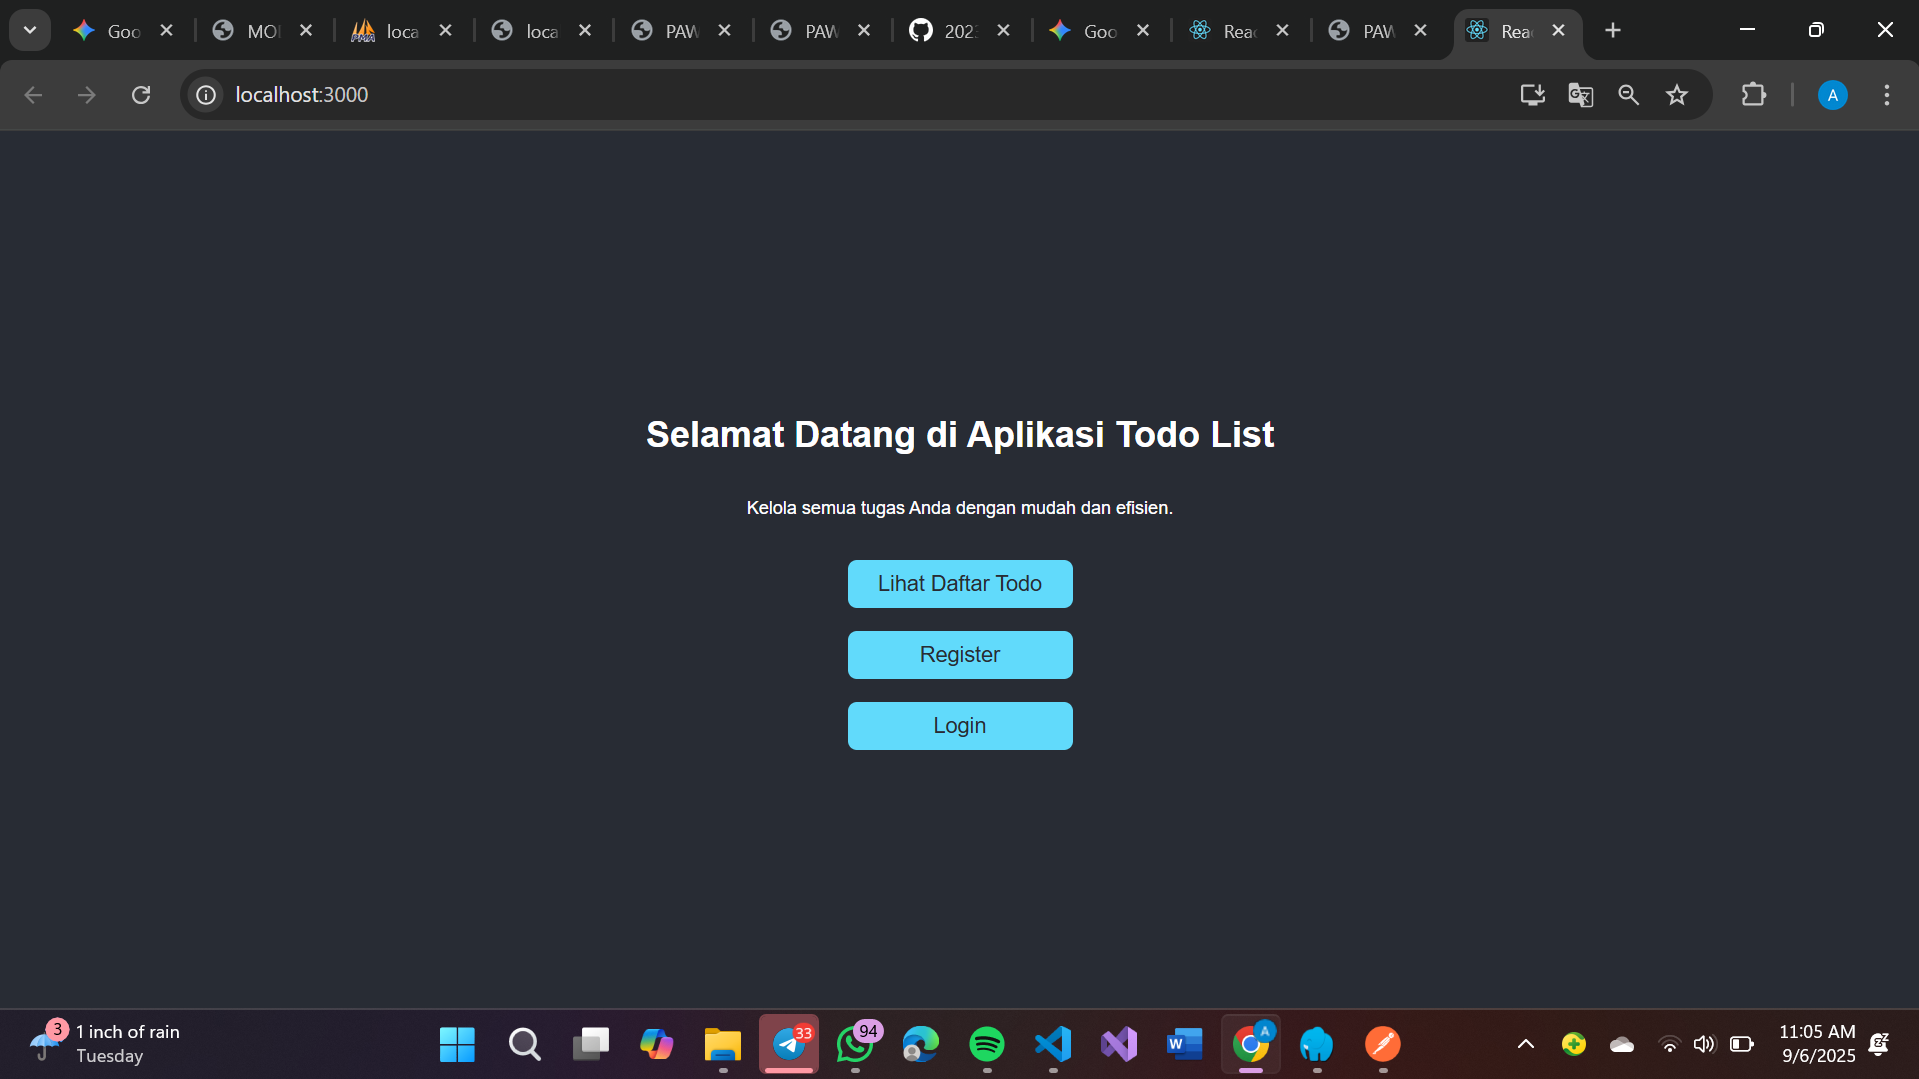 Goo
MOI
loca
loca
PAW
PAW
202
Goo
Reac
PAW
Reac
localhost:3000
A
Selamat Datang di Aplikasi Todo List
Kelola semua tugas Anda dengan mudah dan efisien.
Lihat Daftar Todo
Register
Login
3
1 inch of rain
Tuesday
33
94
A
11:05 AM
9/6/2025